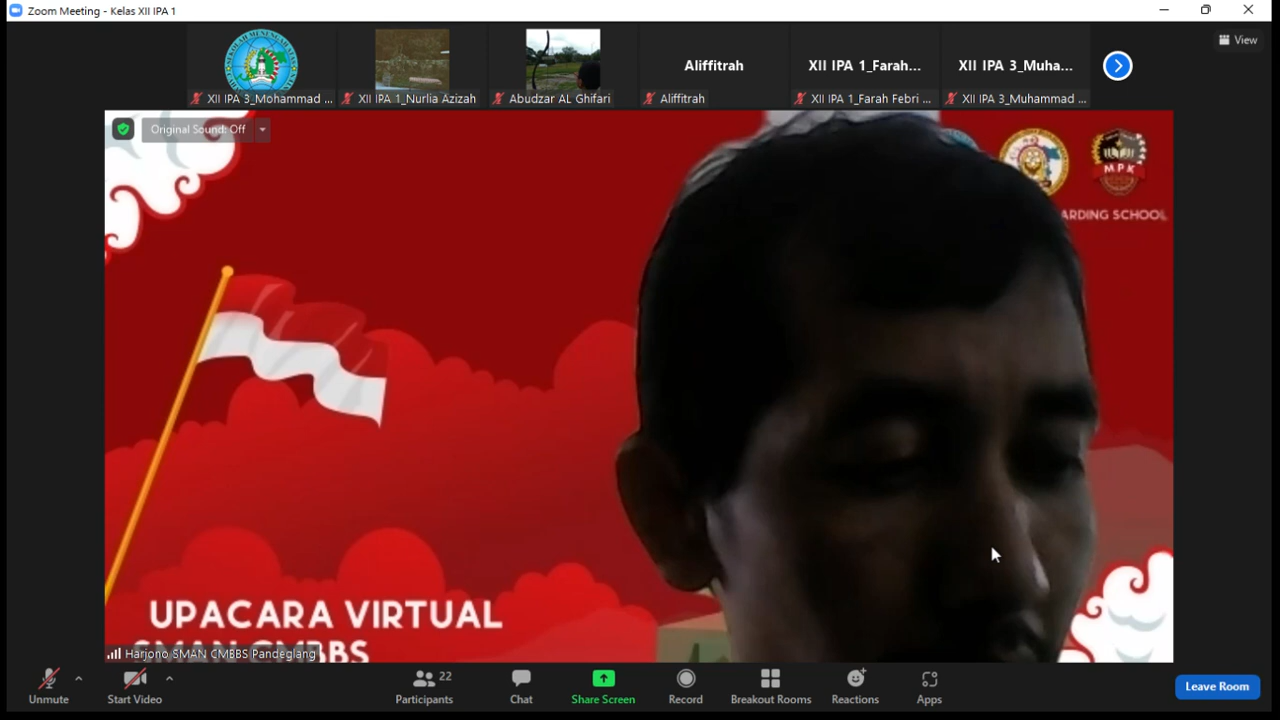 Zoom Meeting - Kelas XII IPA 1
View
Aliffitrah
XII IPA 1_Farah...
XII IPA 3_Muha...
XII IPA 3_Mohammad ...
XII IPA 1_Nurlia Azizah
Abudzar AL Ghifari
Aliffitrah
XII IPA 1_Farah Febri ...
XII IPA 3_Muhammad ...
Original Sound: Off
MPK
ARDING SCHOOL
UPACARA VIRTUAL
SMAN CMBBS
Harjono SMAN CMBBS Pandeglang
22
Unmute
Start Video
Participants
Chat
Share Screen
Record
Breakout Rooms
Reactions
Apps
Leave Room